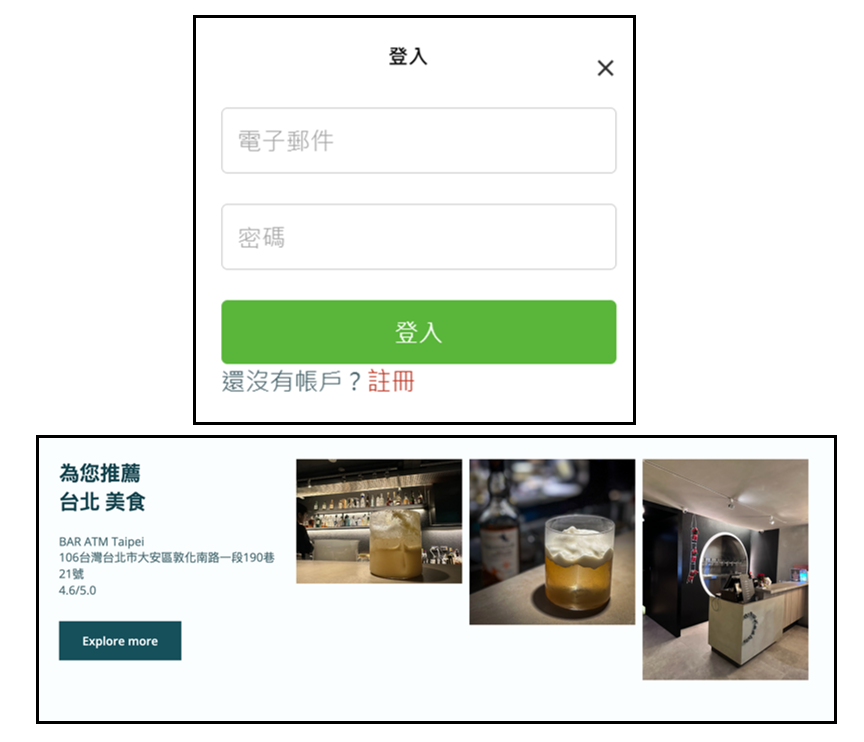 登入
電子郵件
密碼
登入
還沒有帳戶？註冊
為您推薦
台北 美食
BAR ATM Taipei
106台灣台北市大安區敦化南路一段190巷
21號
4.6/5.0
Explore more